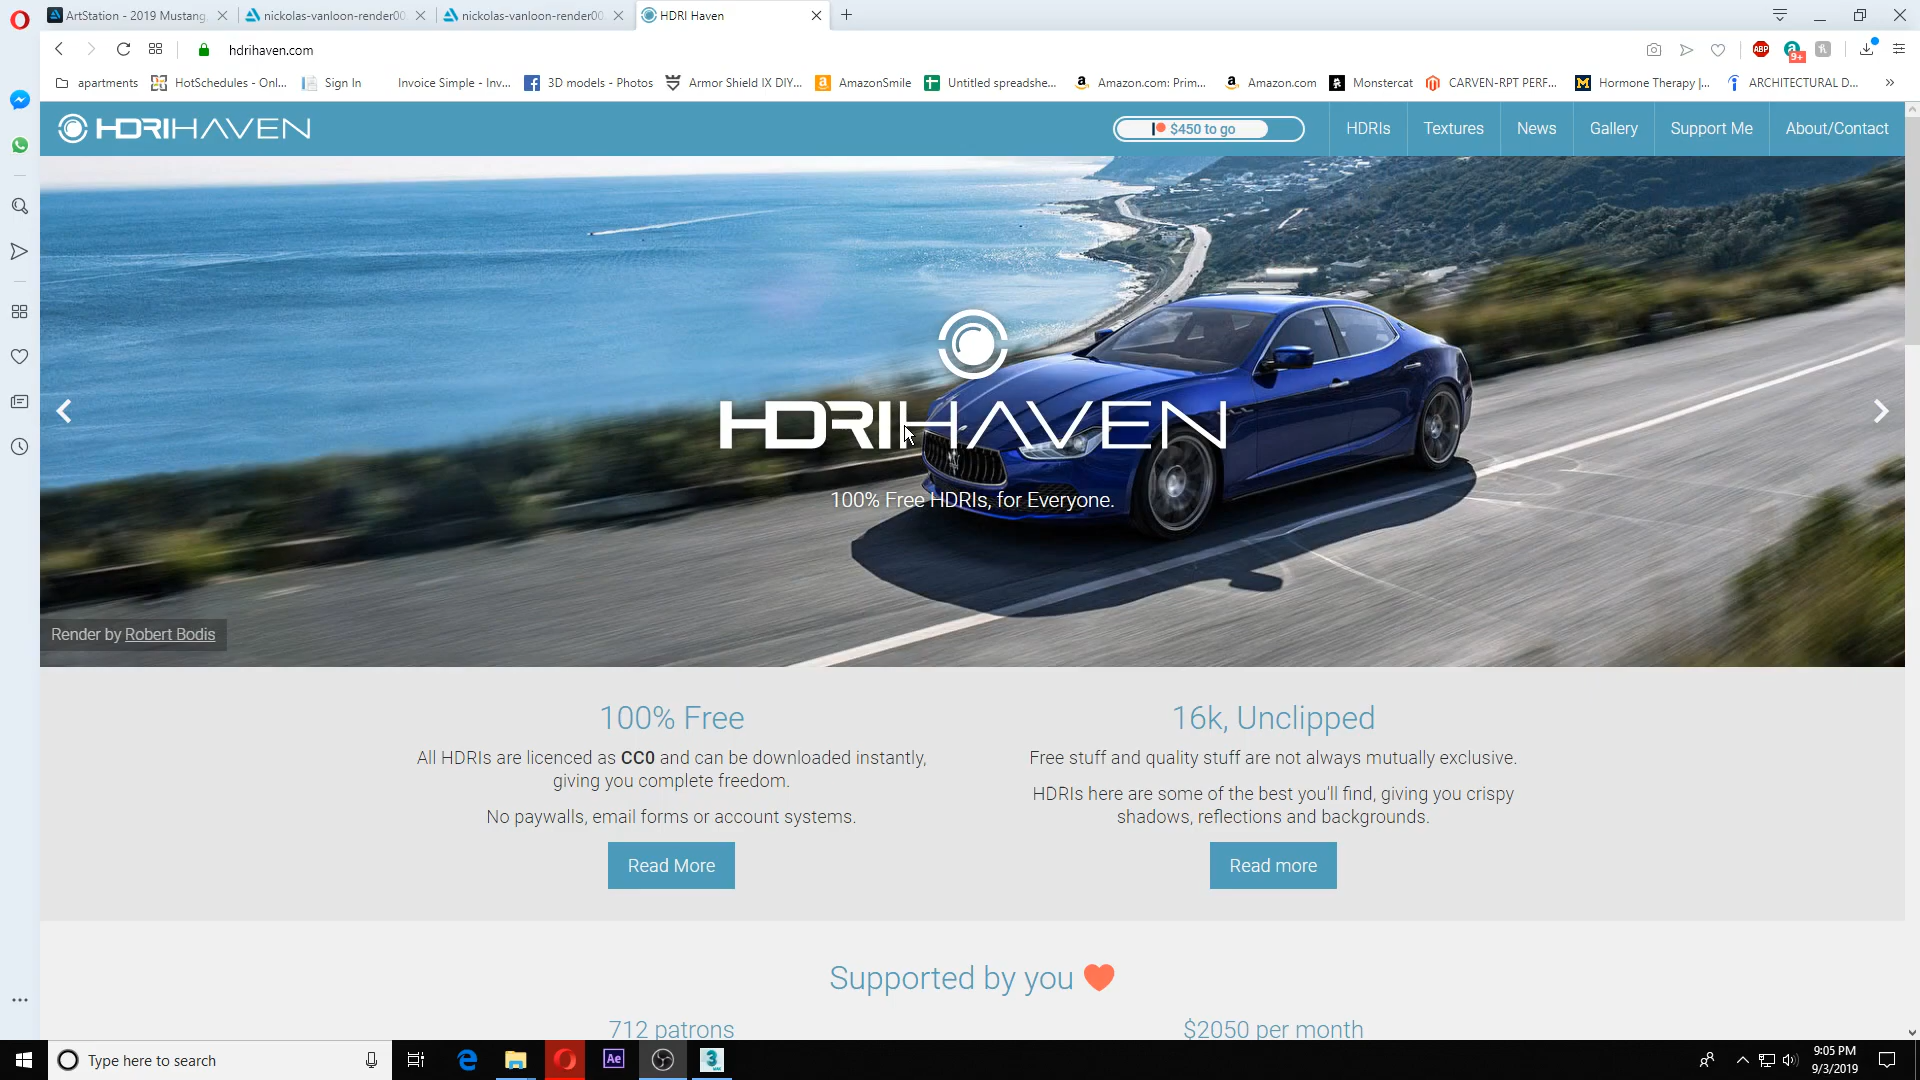 ArtStation - 2019 Mustang,
nickolas-vanloon-render00
nickolas-vanloon-render00
HDRI Haven
hdrihaven.com
ABP
9+
apartments
HotSchedules - Onl...
Sign In
Invoice Simple - Inv...
3D models - Photos
Armor Shield IX DIY...
AmazonSmile
Untitled spreadshe...
Amazon.com: Prim...
Amazon.com
Monstercat
CARVEN-RPT PERF...
Hormone Therapy |...
ARCHITECTURAL D...
HDRIHAVEN
$450 to go
HDRIs
Textures
News
Gallery
Support Me
About/Contact
HDRIHAVEN
100% Free HDRIs, for Everyone.
Render by Robert Bodis
100% Free
All HDRIs are licenced as CC0 and can be downloaded instantly,
giving you complete freedom.
No paywalls, email forms or account systems.
Read More
16k, Unclipped
Free stuff and quality stuff are not always mutually exclusive.
HDRIs here are some of the best you'll find, giving you crispy
shadows, reflections and backgrounds.
Read more
Supported by you
712 patrons
$2050 per month
Type here to search
Ae
3
9:05 PM
9/3/2019